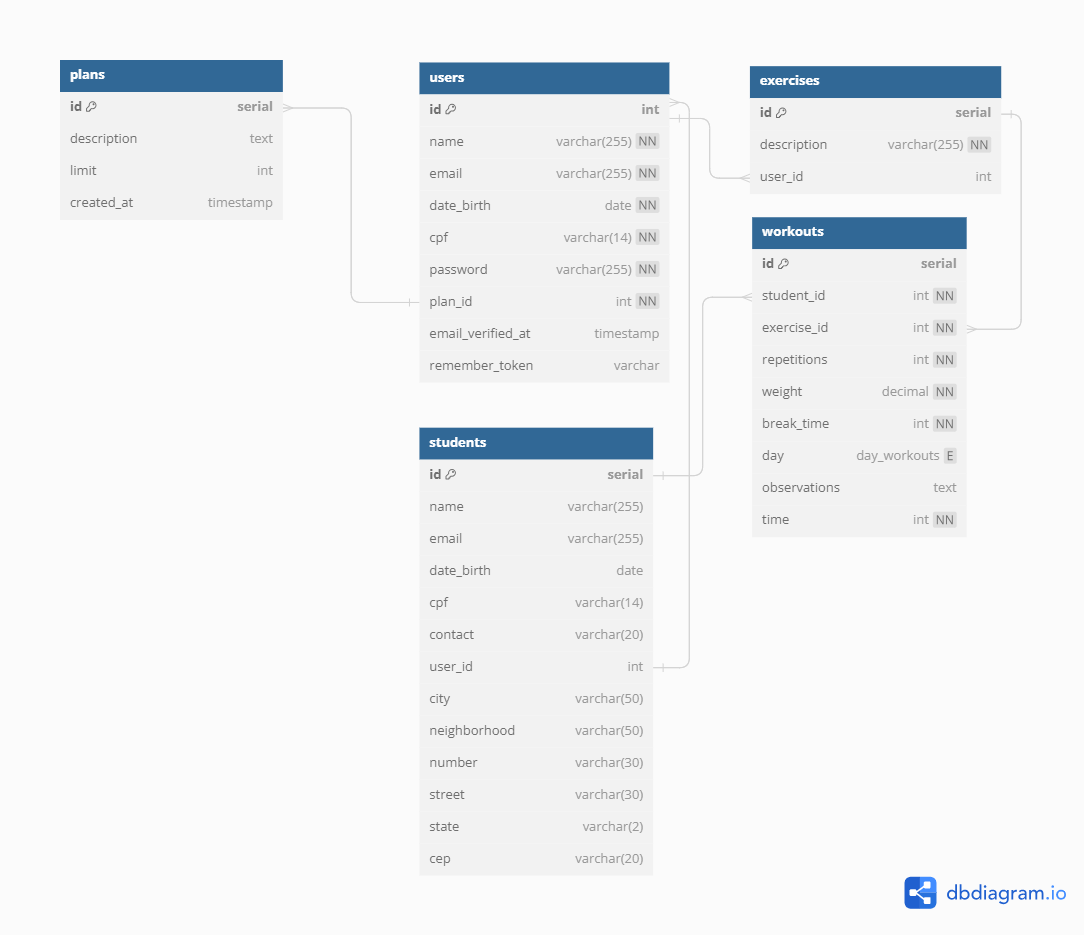 plans
id serial
description text
limit int
created_at timestamp
users
id int
name varchar(255) NN
email varchar(255) NN
date_birth date NN
cpf varchar(14) NN
password varchar(255) NN
plan_id int NN
email_verified_at timestamp
remember_token varchar
exercises
id serial
description varchar(255) NN
user_id int
workouts
id serial
student_id int NN
exercise_id int NN
repetitions int NN
weight decimal NN
break_time int NN
day day_workouts E
observations text
time int NN
students
id serial
name varchar(255)
email varchar(255)
date_birth date
cpf varchar(14)
contact varchar(20)
user_id int
city varchar(50)
neighborhood varchar(50)
number varchar(30)
street varchar(30)
state varchar(2)
cep varchar(20)
dbdiagram.io